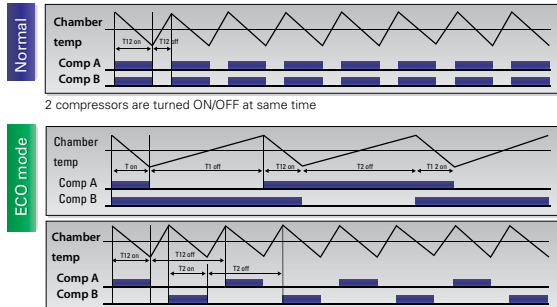 Normal
Chamber
temp
T12 on
T12 off
Comp A
Comp B
2 compressors are turned ON/OFF at same time
ECO mode
Chamber
temp
T on
T1 off
T12 on
T2 off
T1 2 on
Comp A
Comp B
Chamber
temp
T12 on
T12 off
T2 on
T2 off
Comp A
Comp B